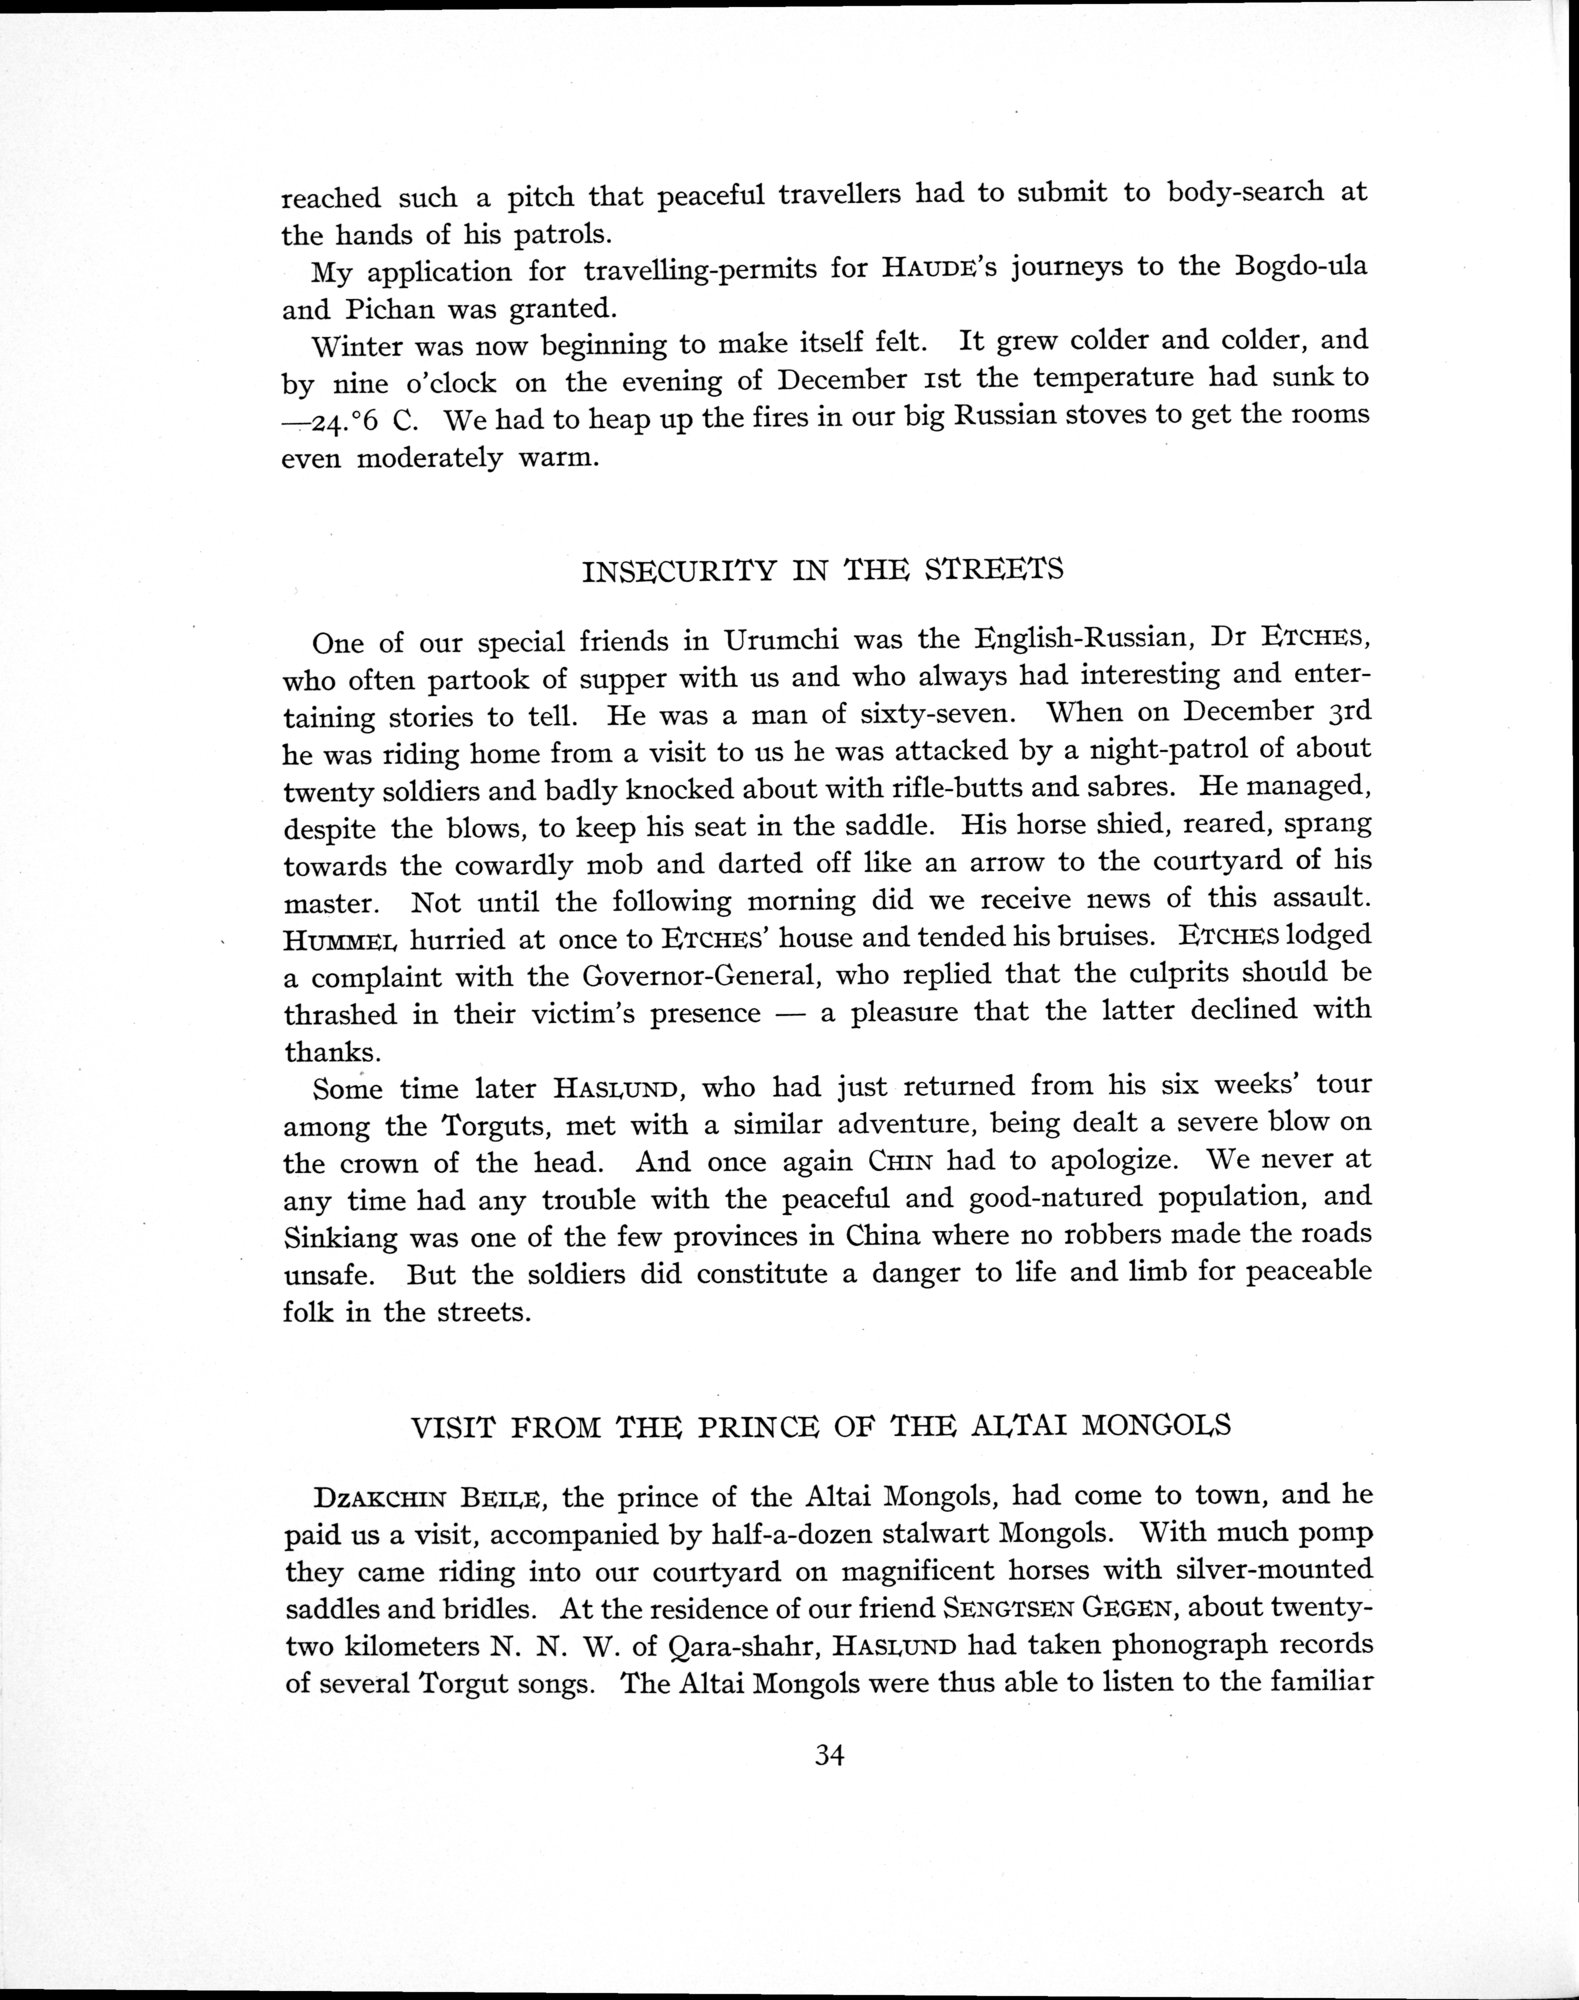 reached such a pitch that peaceful travellers had to submit to body-search at
the hands of his patrols.
My application for travelling-permits for HAUDE's journeys to the Bogdo-ula
and Pichan was granted.
Winter was now beginning to make itself felt. It grew colder and colder, and
by nine o'clock on the evening of December 1st the temperature had sunk to
—24.°6 C. We had to heap up the fires in our big Russian stoves to get the rooms
even moderately warm.
INSECURITY IN THE STREETS
One of our special friends in Urumchi was the English-Russian, Dr ETCHES,
who often partook of supper with us and who always had interesting and enter-
taining stories to tell. He was a man of sixty-seven. When on December 3rd
he was riding home from a visit to us he was attacked by a night-patrol of about
twenty soldiers and badly knocked about with rifle-butts and sabres. He managed,
despite the blows, to keep his seat in the saddle. His horse shied, reared, sprang
towards the cowardly mob and darted off like an arrow to the courtyard of his
master. Not until the following morning did we receive news of this assault.
HUMMEL hurried at once to ETCHES' house and tended his bruises. ETCHES lodged
a complaint with the Governor-General, who replied that the culprits should be
thrashed in their victim's presence — a pleasure that the latter declined with
thanks.
Some time later HASLUND, who had just returned from his six weeks' tour
among the Torguts, met with a similar adventure, being dealt a severe blow on
the crown of the head. And once again CHIN had to apologize. We never at
any time had any trouble with the peaceful and good-natured population, and
Sinkiang was one of the few provinces in China where no robbers made the roads
unsafe. But the soldiers did constitute a danger to life and limb for peaceable
folk in the streets.
VISIT FROM THE PRINCE OF THE ALTAI MONGOLS
DZAKCHIN BEILE, the prince of the Altai Mongols, had come to town, and he
paid us a visit, accompanied by half-a-dozen stalwart Mongols. With much pomp
they came riding into our courtyard on magnificent horses with silver-mounted
saddles and bridles. At the residence of our friend SENGTSEN GEGEN, about twenty-
two kilometers N. N. W. of Qara-shahr, HASLUND had taken phonograph records
of several Torgut songs. The Altai Mongols were thus able to listen to the familiar
34